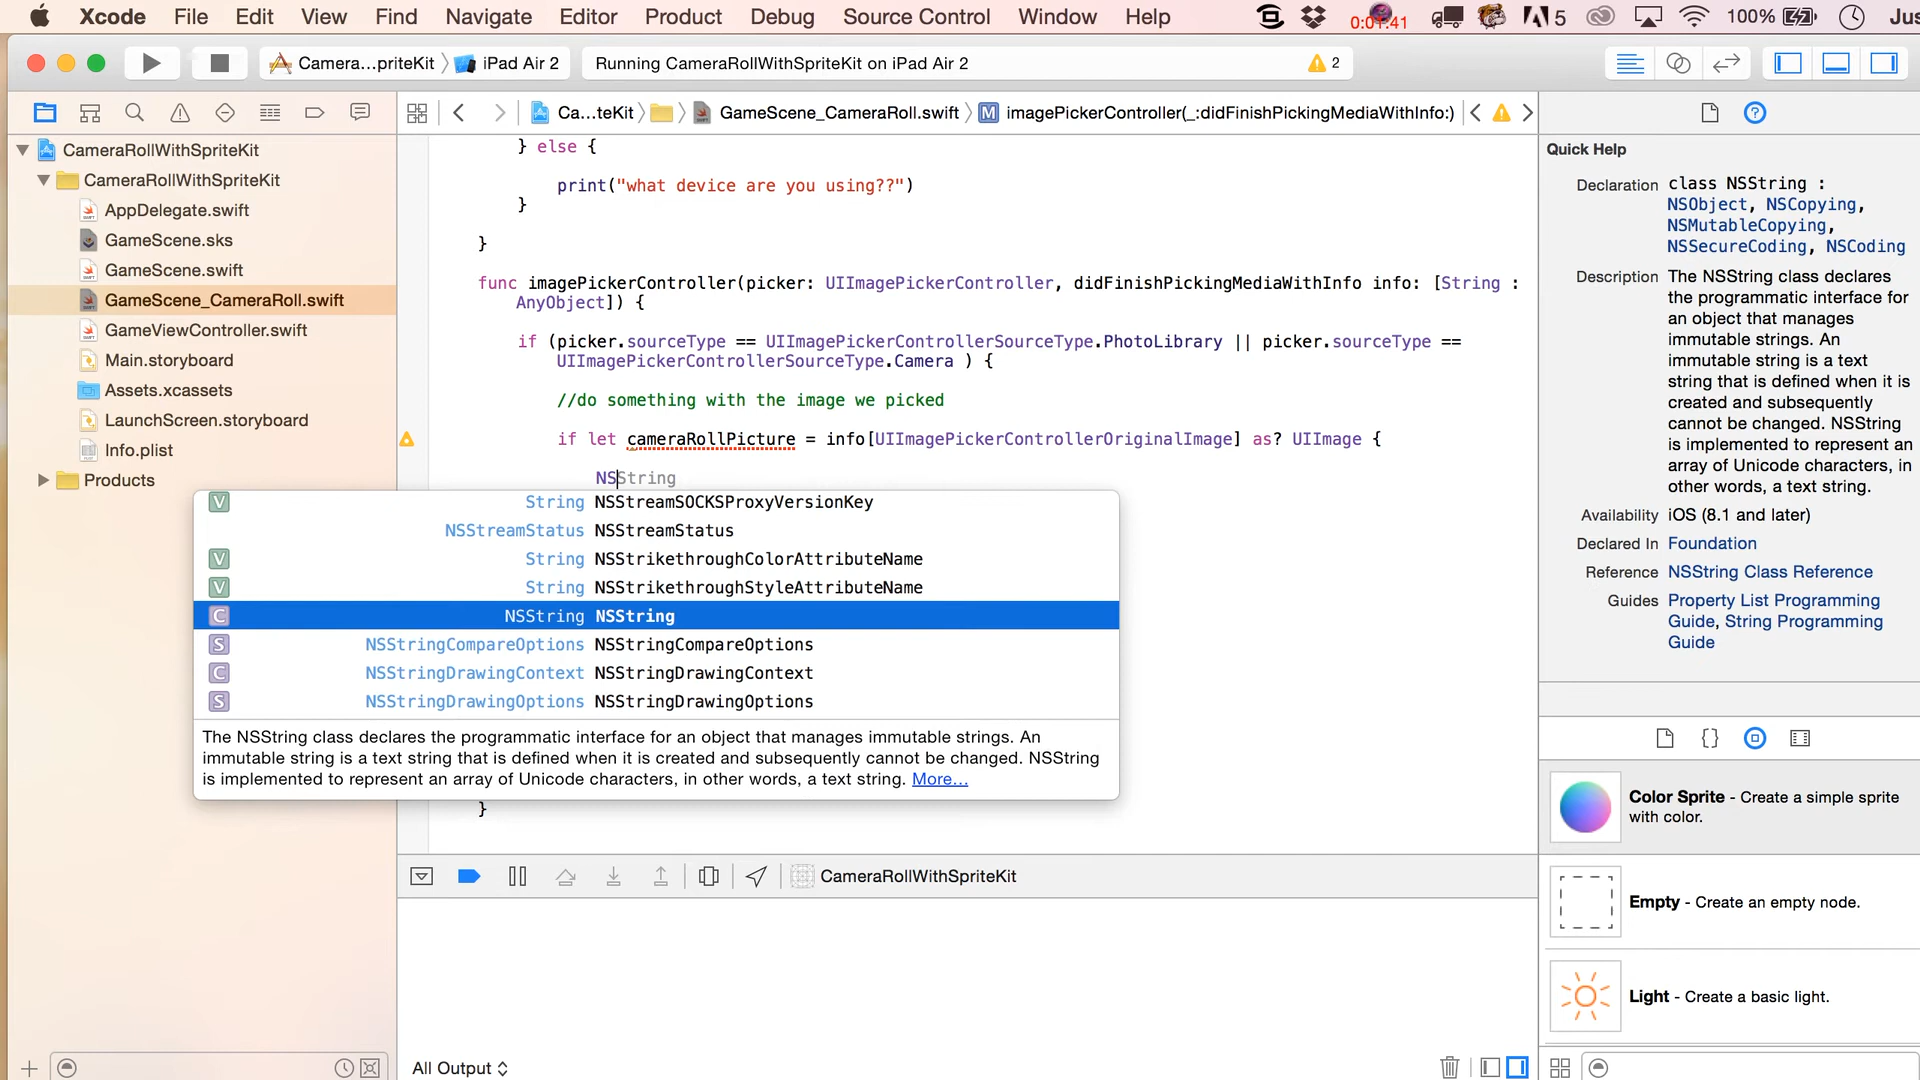 Xcode File Edit View Find Navigate Editor Product Debug Source Control Window Help 0:01:41 5 100% Jus
Camera...priteKit iPad Air 2 Running CameraRollWithSpriteKit on iPad Air 2 2
Ca...teKit GameScene_CameraRoll.swift M imagePickerController(_:didFinishPickingMediaWithInfo:)
CameraRollWithSpriteKit
CameraRollWithSpriteKit
AppDelegate.swift
GameScene.sks
GameScene.swift
GameScene_CameraRoll.swift
GameViewController.swift
Main.storyboard
Assets.xcassets
LaunchScreen.storyboard
Info.plist
Products
} else {
print("what device are you using??")
}
}
func imagePickerController(picker: UIImagePickerController, didFinishPickingMediaWithInfo info: [String :
AnyObject]) {
if (picker.sourceType == UIImagePickerControllerSourceType.PhotoLibrary || picker.sourceType ==
UIImagePickerControllerSourceType.Camera ) {
//do something with the image we picked
if let cameraRollPicture = info[UIImagePickerControllerOriginalImage] as? UIImage {
NSString
V String NSStreamSOCKSProxyVersionKey
NSStreamStatus NSStreamStatus
V String NSStrikethroughColorAttributeName
V String NSStrikethroughStyleAttributeName
C NSString NSString
S NSStringCompareOptions NSStringCompareOptions
C NSStringDrawingContext NSStringDrawingContext
S NSStringDrawingOptions NSStringDrawingOptions
The NSString class declares the programmatic interface for an object that manages immutable strings. An
immutable string is a text string that is defined when it is created and subsequently cannot be changed. NSString
is implemented to represent an array of Unicode characters, in other words, a text string. More...
}
CameraRollWithSpriteKit
All Output
Quick Help
Declaration class NSString :
NSObject, NSCopying,
NSMutableCopying,
NSSecureCoding, NSCoding
Description The NSString class declares
the programmatic interface for
an object that manages
immutable strings. An
immutable string is a text
string that is defined when it is
created and subsequently
cannot be changed. NSString
is implemented to represent an
array of Unicode characters, in
other words, a text string.
Availability iOS (8.1 and later)
Declared In Foundation
Reference NSString Class Reference
Guides Property List Programming
Guide, String Programming
Guide
Color Sprite - Create a simple sprite
with color.
Empty - Create an empty node.
Light - Create a basic light.